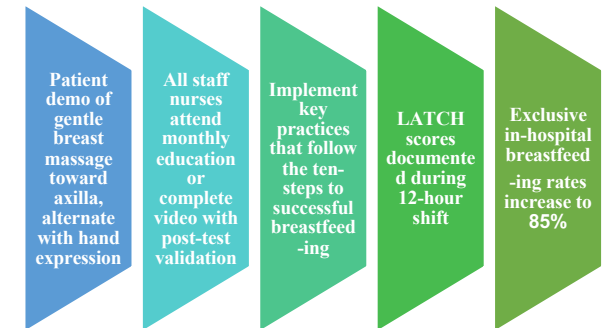 Patient
demo of
gentle
breast
massage
toward
axilla,
alternate
with hand
expression
All staff
nurses
attend
monthly
education
or
complete
video with
post-test
validation
Implement
key
practices
that follow
the ten-
steps to
successful
breastfeed
-ing
LATCH
scores
documente
d during
12-hour
shift
Exclusive
in-hospital
breastfeed
-ing rates
increase to
85%